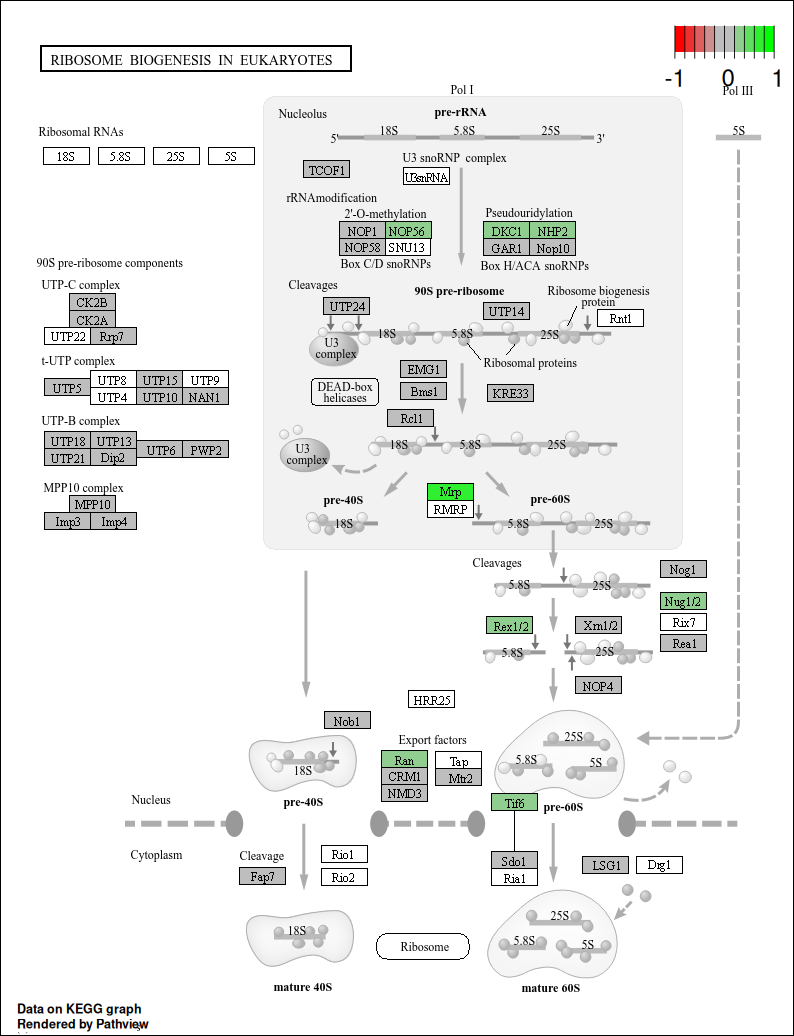 RIBOSOME BIOGENESIS IN EUKARYOTES
-1 0 1
Pol I
Pol III
Nucleolus
pre-rRNA
Ribosomal RNAs
5' 18S 5.8S 25S 3'
5S
18S 5.8S 25S 5S
U3 snoRNP complex
TCOF1
U3snRNA
rRNAmodification
2'-O-methylation
Pseudouridylation
NOP1 NOP56
DKC1 NHP2
NOP58 SNU13
GAR1 Nop10
Box C/D snoRNPs
Box H/ACA snoRNPs
90S pre-ribosome components
UTP-C complex
Cleavages
90S pre-ribosome
Ribosome biogenesis
protein
CK2B
UTP24
UTP14
Rnt1
CK2A
UTP22 Rrp7
18S 5.8S 25S
U3
complex
t-UTP complex
Ribosomal proteins
UTP5
UTP8 UTP15 UTP9
UTP4 UTP10 NAN1
EMG1
DEAD-box
helicases
Bms1
KRE33
UTP-B complex
Rcl1
UTP18 UTP13
UTP6 PWP2
UTP21 Dip2
18S 5.8S 25S
U3
complex
MPP10 complex
MPP10
Imp3 Imp4
pre-40S
Mrp
RMRP
pre-60S
18S
5.8S 25S
Cleavages
Nog1
5.8S 25S
Nug1/2
Rex1/2
Xrn1/2
Rix7
Rea1
5.8S 25S
NOP4
HRR25
Nob1
Export factors
25S
Ran
Tap
5.8S 5S
18S
CRM1
Mtr2
NMD3
Nucleus
pre-40S
Tif6
pre-60S
Cytoplasm
Cleavage
Rio1
Sdo1
LSG1
Drg1
Fap7
Rio2
Ria1
18S
25S
Ribosome
5.8S 5S
mature 40S
mature 60S
Data on KEGG graph
Rendered by Pathview